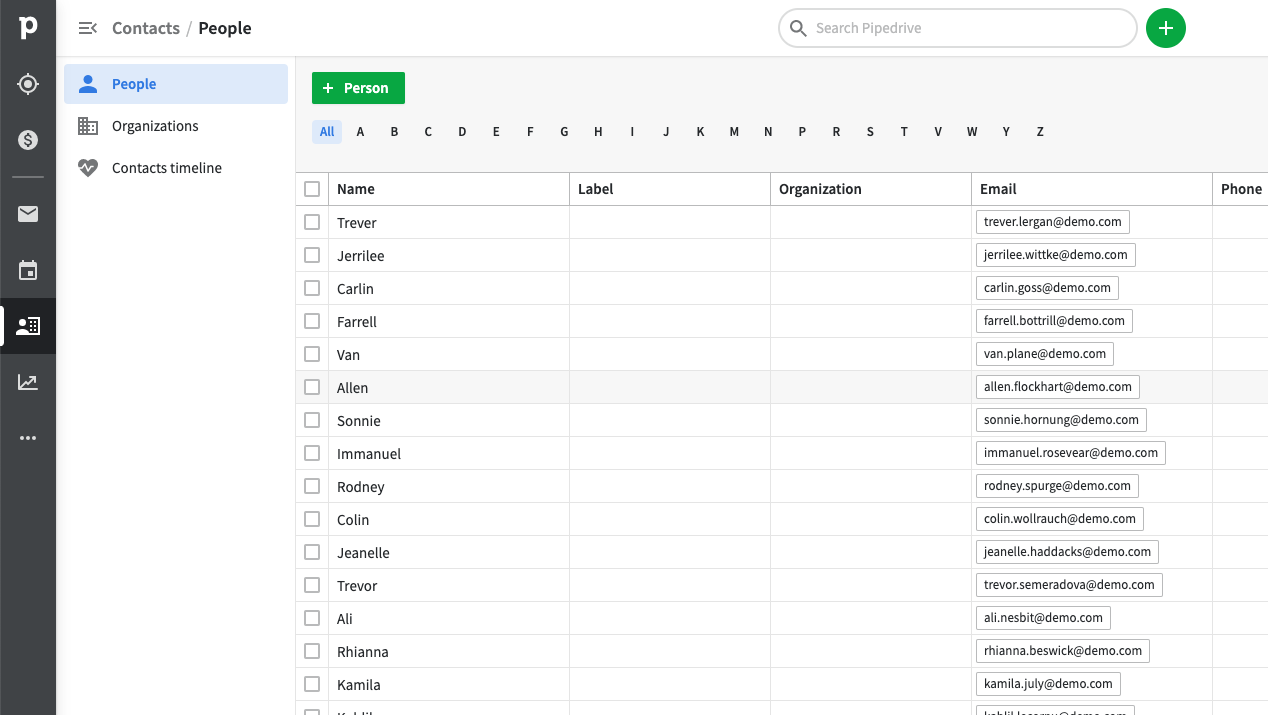 Contacts / People
Search Pipedrive
People
Organizations
Contacts timeline
+ Person
All A B C D E F G H I J K M N P R S T V W Y Z
Name Label Organization Email Phone
Trever trever.lergan@demo.com
Jerrilee jerrilee.wittke@demo.com
Carlin carlin.goss@demo.com
Farrell farrell.bottrill@demo.com
Van van.plane@demo.com
Allen allen.flockhart@demo.com
Sonnie sonnie.hornung@demo.com
Immanuel immanuel.rosevear@demo.com
Rodney rodney.spurge@demo.com
Colin colin.wollrauch@demo.com
Jeanelle jeanelle.haddacks@demo.com
Trevor trevor.semeradova@demo.com
Ali ali.nesbit@demo.com
Rhianna rhianna.beswick@demo.com
Kamila kamila.july@demo.com